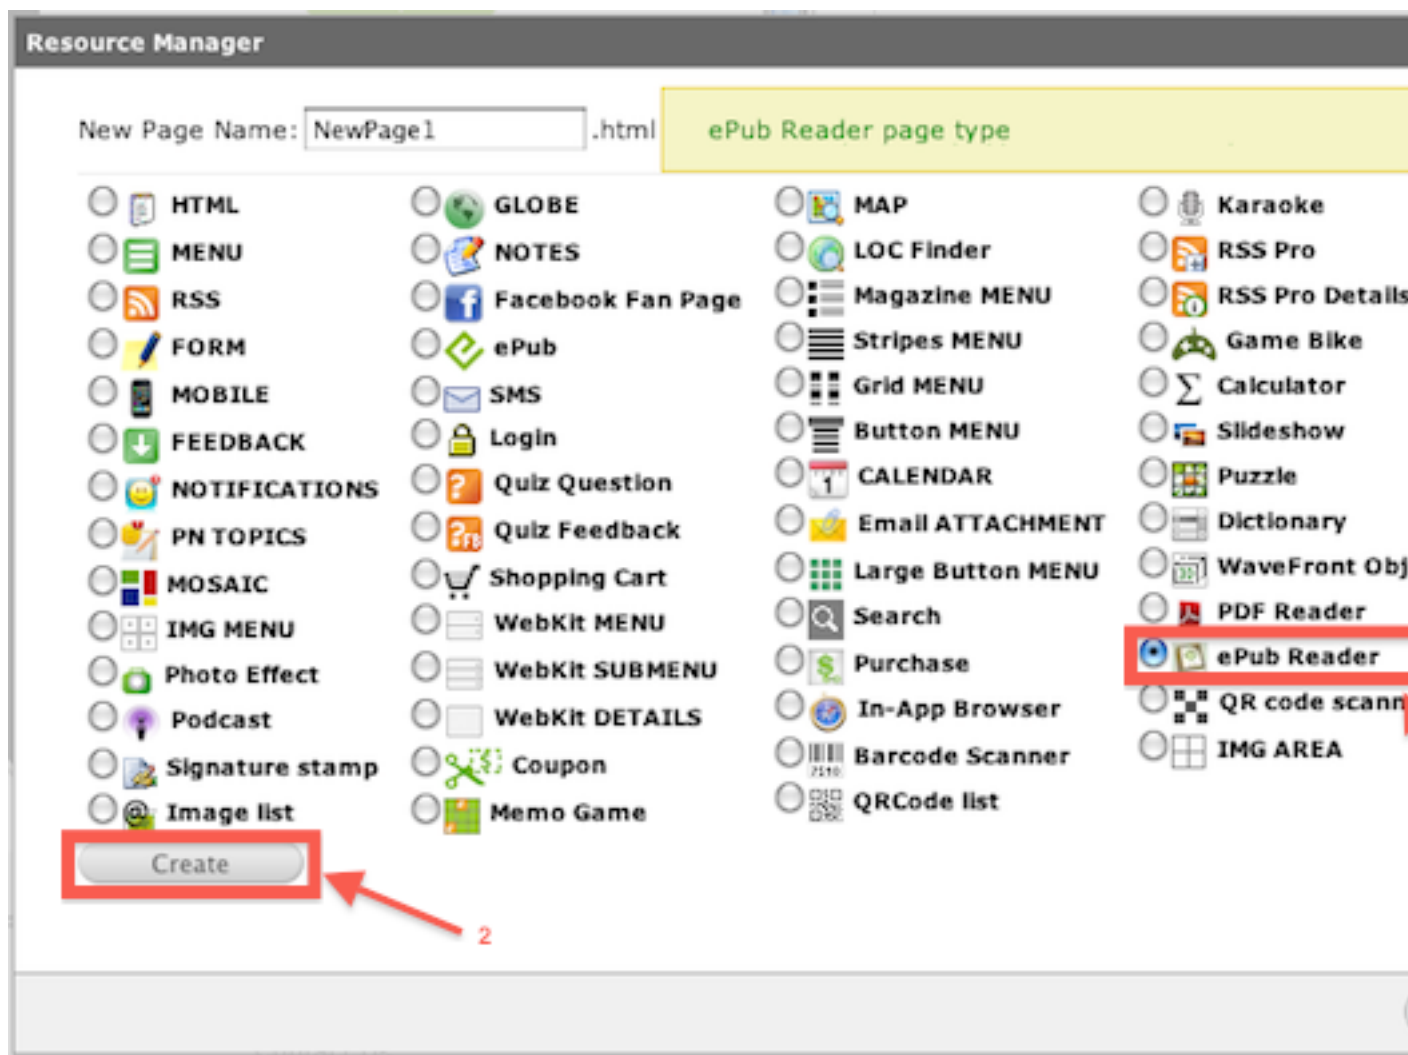 Resource Manager
New Page Name: NewPage1 .html ePub Reader page type
HTML GLOBE MAP Karaoke
MENU NOTES LOC Finder RSS Pro
RSS Facebook Fan Page Magazine MENU RSS Pro Details
FORM ePub Stripes MENU Game Bike
MOBILE SMS Grid MENU Calculator
FEEDBACK Login Button MENU Slideshow
NOTIFICATIONS Quiz Question CALENDAR Puzzle
PN TOPICS Quiz Feedback Email ATTACHMENT Dictionary
MOSAIC Shopping Cart Large Button MENU WaveFront Obj
IMG MENU WebKit MENU Search PDF Reader
Photo Effect WebKit SUBMENU Purchase ePub Reader
Podcast WebKit DETAILS In-App Browser QR code scann
Signature stamp Coupon Barcode Scanner IMG AREA
Image list Memo Game QRCode list
Create
2